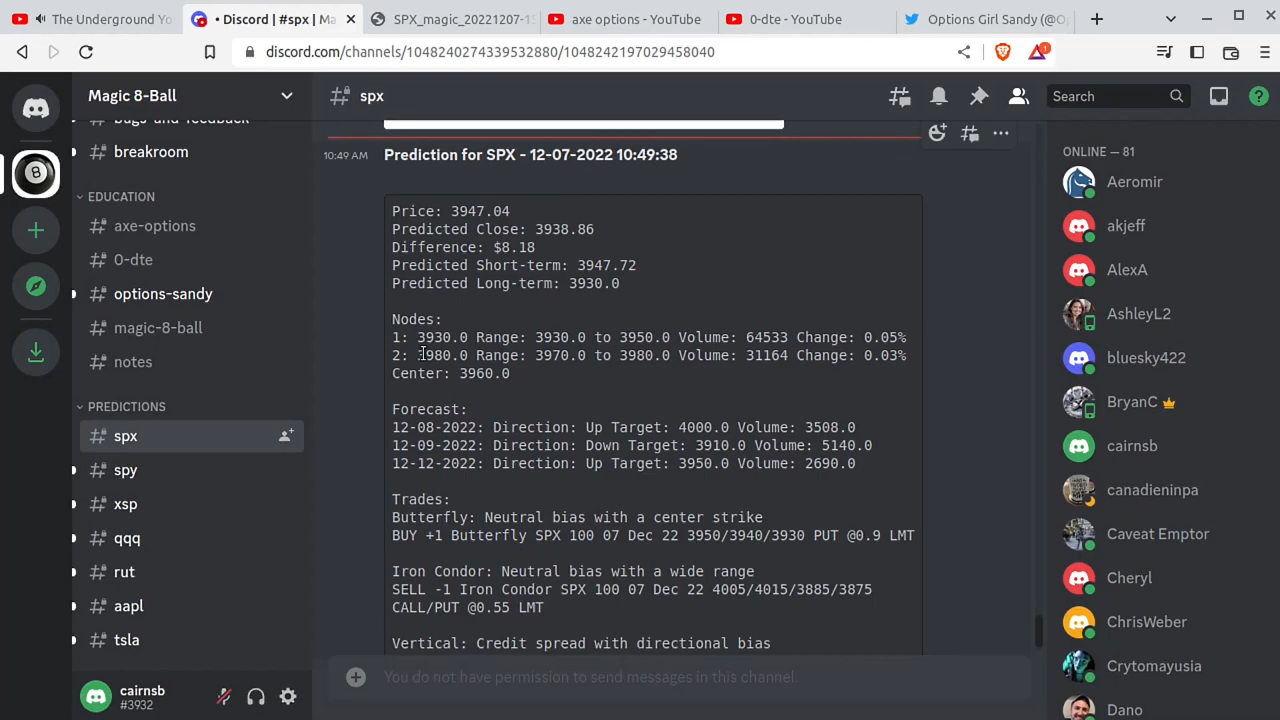 The Underground Yo
• Discord | #spx | Ma
SPX_magic_20221207-1
axe options - YouTube
0-dte - YouTube
Options Girl Sandy (@O
discord.com/channels/1048240274339532880/1048242197029458040
1
Magic 8-Ball
bugs-and-feedback
breakroom
EDUCATION
axe-options
0-dte
options-sandy
magic-8-ball
notes
PREDICTIONS
spx
spy
xsp
qqq
rut
aapl
tsla
cairnsb
#3932
8
spx
Search
10:49 AM
Prediction for SPX - 12-07-2022 10:49:38
Price: 3947.04
Predicted Close: 3938.86
Difference: $8.18
Predicted Short-term: 3947.72
Predicted Long-term: 3930.0
Nodes:
1: 3930.0 Range: 3930.0 to 3950.0 Volume: 64533 Change: 0.05%
2: 3980.0 Range: 3970.0 to 3980.0 Volume: 31164 Change: 0.03%
Center: 3960.0
Forecast:
12-08-2022: Direction: Up Target: 4000.0 Volume: 3508.0
12-09-2022: Direction: Down Target: 3910.0 Volume: 5140.0
12-12-2022: Direction: Up Target: 3950.0 Volume: 2690.0
Trades:
Butterfly: Neutral bias with a center strike
BUY +1 Butterfly SPX 100 07 Dec 22 3950/3940/3930 PUT @0.9 LMT
Iron Condor: Neutral bias with a wide range
SELL -1 Iron Condor SPX 100 07 Dec 22 4005/4015/3885/3875
CALL/PUT @0.55 LMT
Vertical: Credit spread with directional bias
You do not have permission to send messages in this channel.
ONLINE — 81
Aeromir
akjeff
AlexA
AshleyL2
bluesky422
BryanC
cairnsb
canadieninpa
Caveat Emptor
Cheryl
ChrisWeber
Crytomayusia
Dano